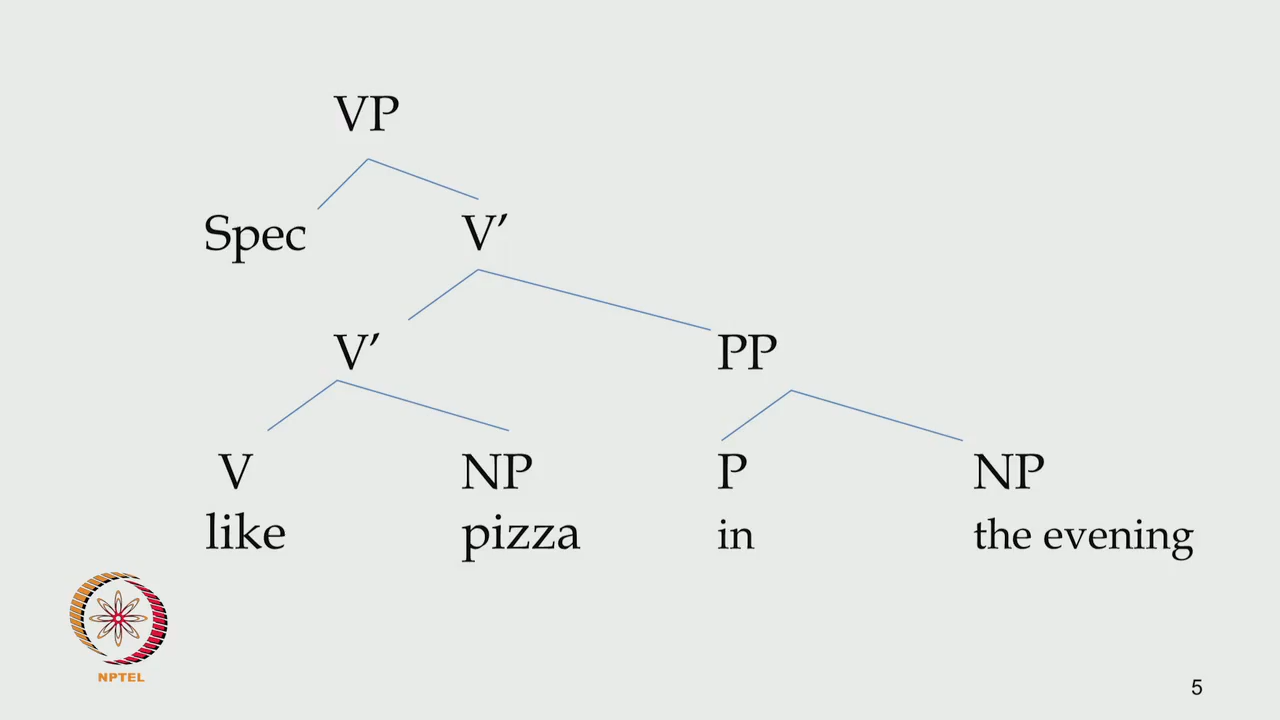 VP
Spec V’
V’ PP
V NP P NP
like pizza in the evening
NPTEL
5